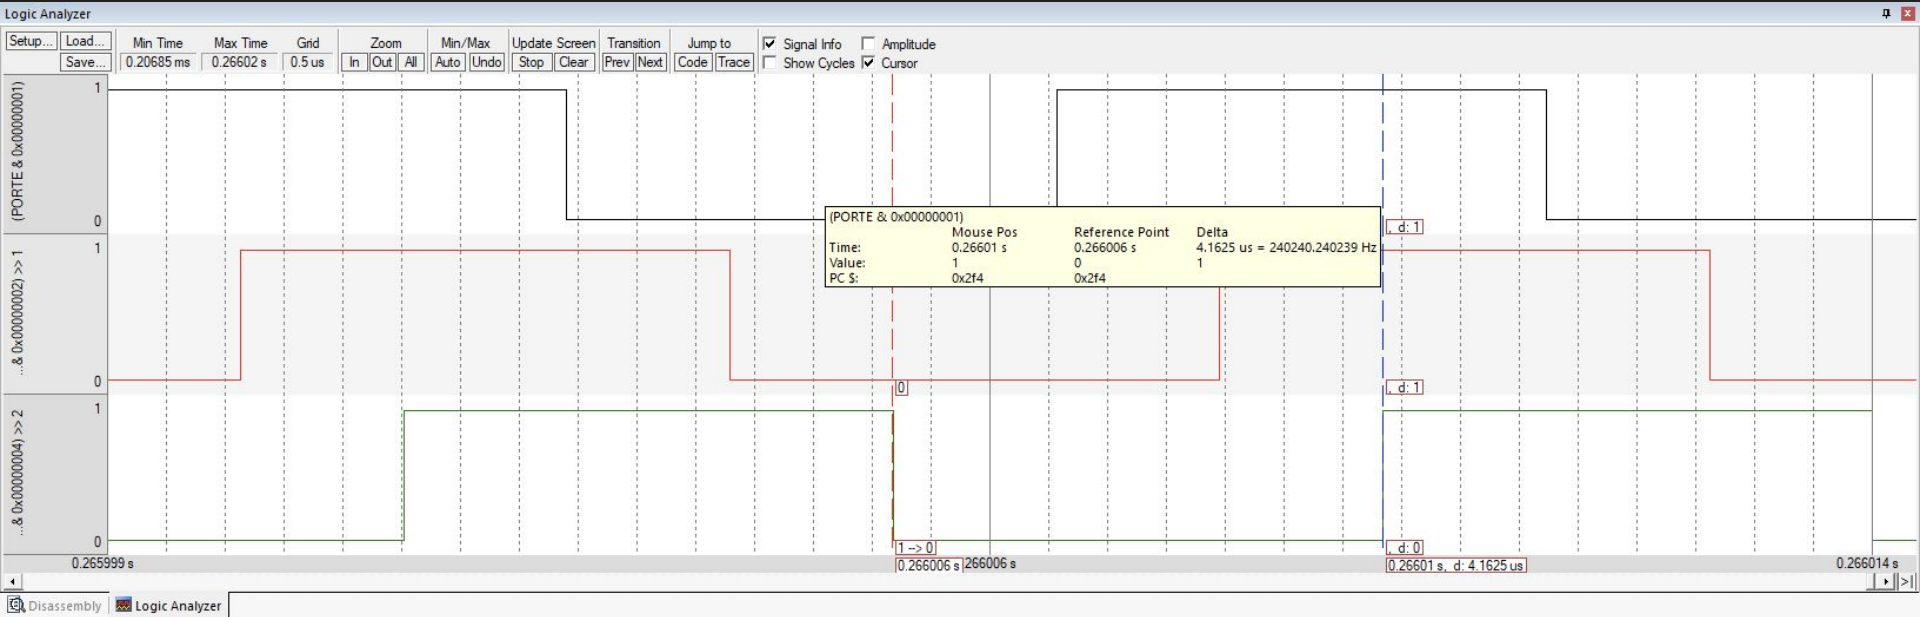 Logic Analyzer
Setup... Load... Min Time Max Time Grid Zoom Min/Max Update Screen Transition Jump to Signal Info Amplitude
Save... 0.20685 ms 0.26602 s 0.5 us In Out All Auto Undo Stop Clear Prev Next Code Trace Show Cycles Cursor
(PORTE & 0x00000001)
1
0
(PORTE & 0x00000001)
Mouse Pos Reference Point Delta
Time: 0.26601 s 0.266006 s 4.1625 us = 240240.240239 Hz
Value: 1 0 1
PC $: 0x2f4 0x2f4
, d: 1
...& 0x00000002) >> 1
1
0
0
, d: 1
...& 0x00000004) >> 2
1
0
1 --> 0
, d: 0
0.265999 s 0.266006 s 266006 s 0.26601 s, d: 4.1625 us 0.266014 s
Disassembly Logic Analyzer